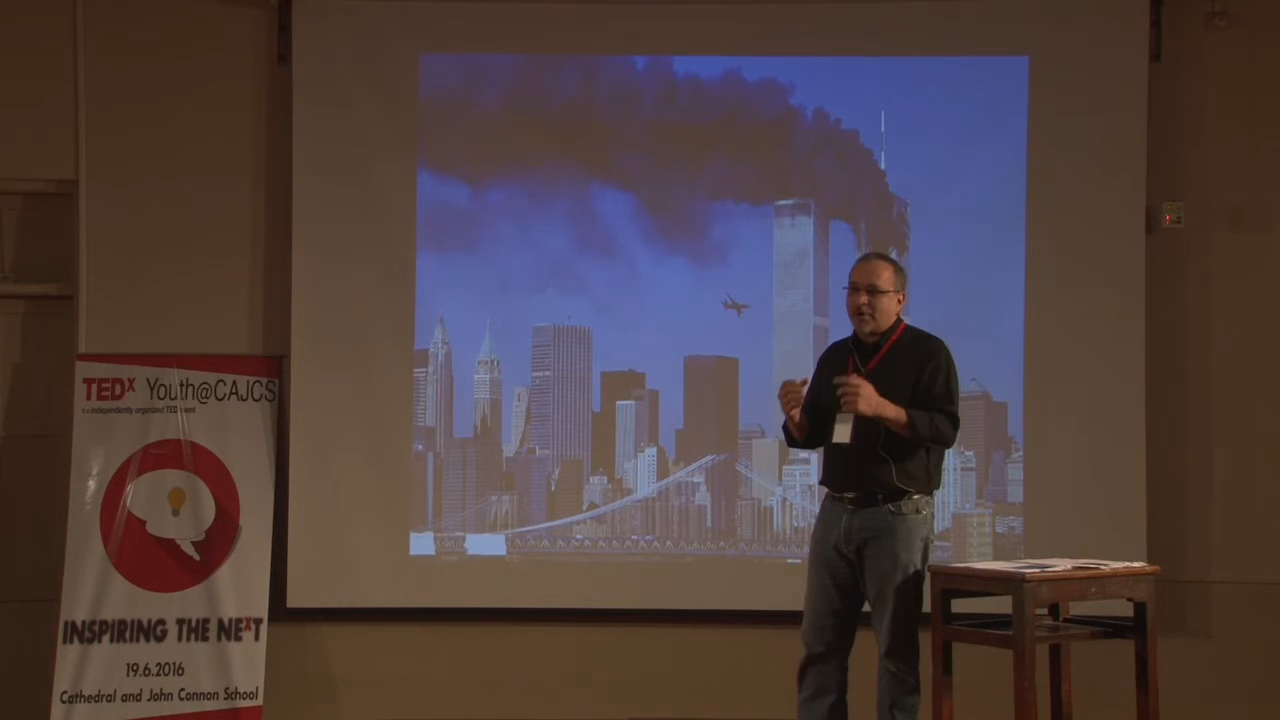 TEDx Youth@CAJCS
x = independently organized TED event
INSPIRING THE NEXT
19.6.2016
Cathedral and John Connon School